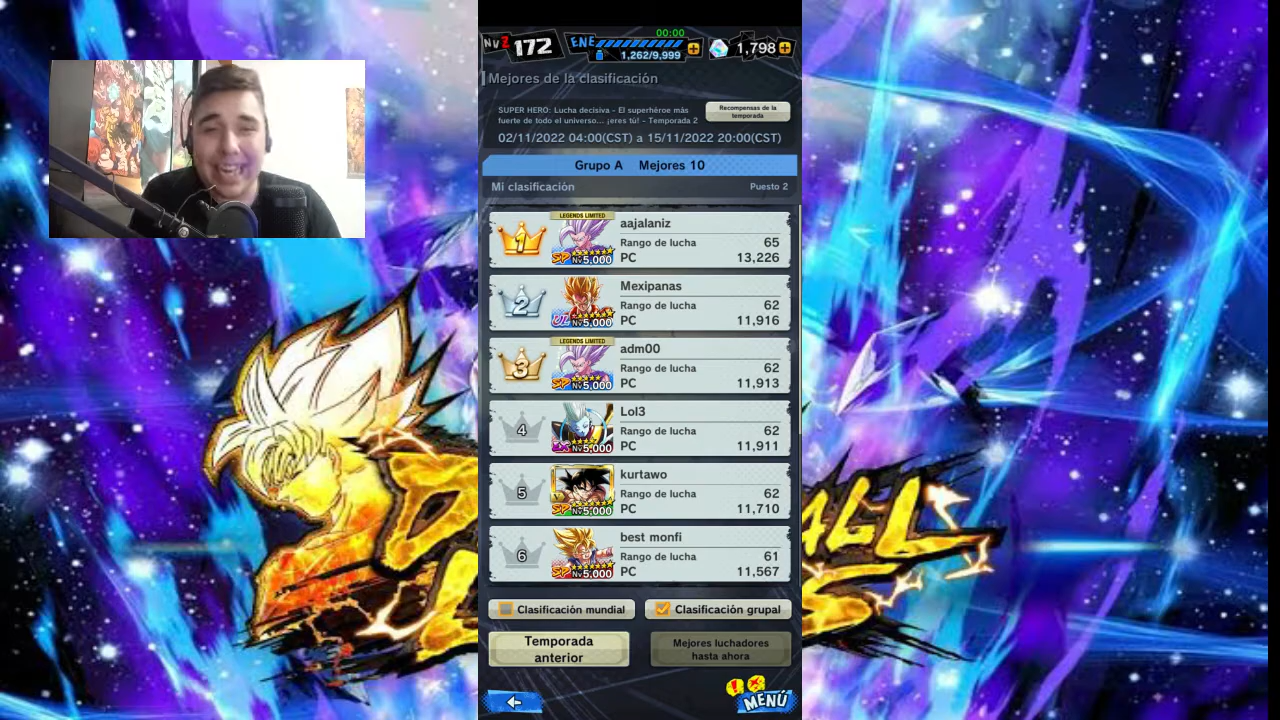 00:00
NV 172 ENE 1,262/9,999 1,798
Mejores de la clasificación
SUPER HERO: Lucha decisiva - El superhéroe más
fuerte de todo el universo... ¡eres tú! - Temporada 2
Recompensas de la
temporada
02/11/2022 04:00(CST) a 15/11/2022 20:00(CST)
Grupo A Mejores 10
Mi clasificación Puesto 2
1 LEGENDS LIMITED SP Nv.5,000 aajalaniz
Rango de lucha 65
PC 13,226
2 UL Nv.5,000 Mexipanas
Rango de lucha 62
PC 11,916
3 LEGENDS LIMITED SP Nv.5,000 adm00
Rango de lucha 62
PC 11,913
4 EX Nv.5,000 Lol3
Rango de lucha 62
PC 11,911
5 Nv.5,000 kurtawo
Rango de lucha 62
PC 11,710
6 SP Nv.5,000 best monfi
Rango de lucha 61
PC 11,567
Clasificación mundial Clasificación grupal
Temporada
anterior
Mejores luchadores
hasta ahora
MENÚ